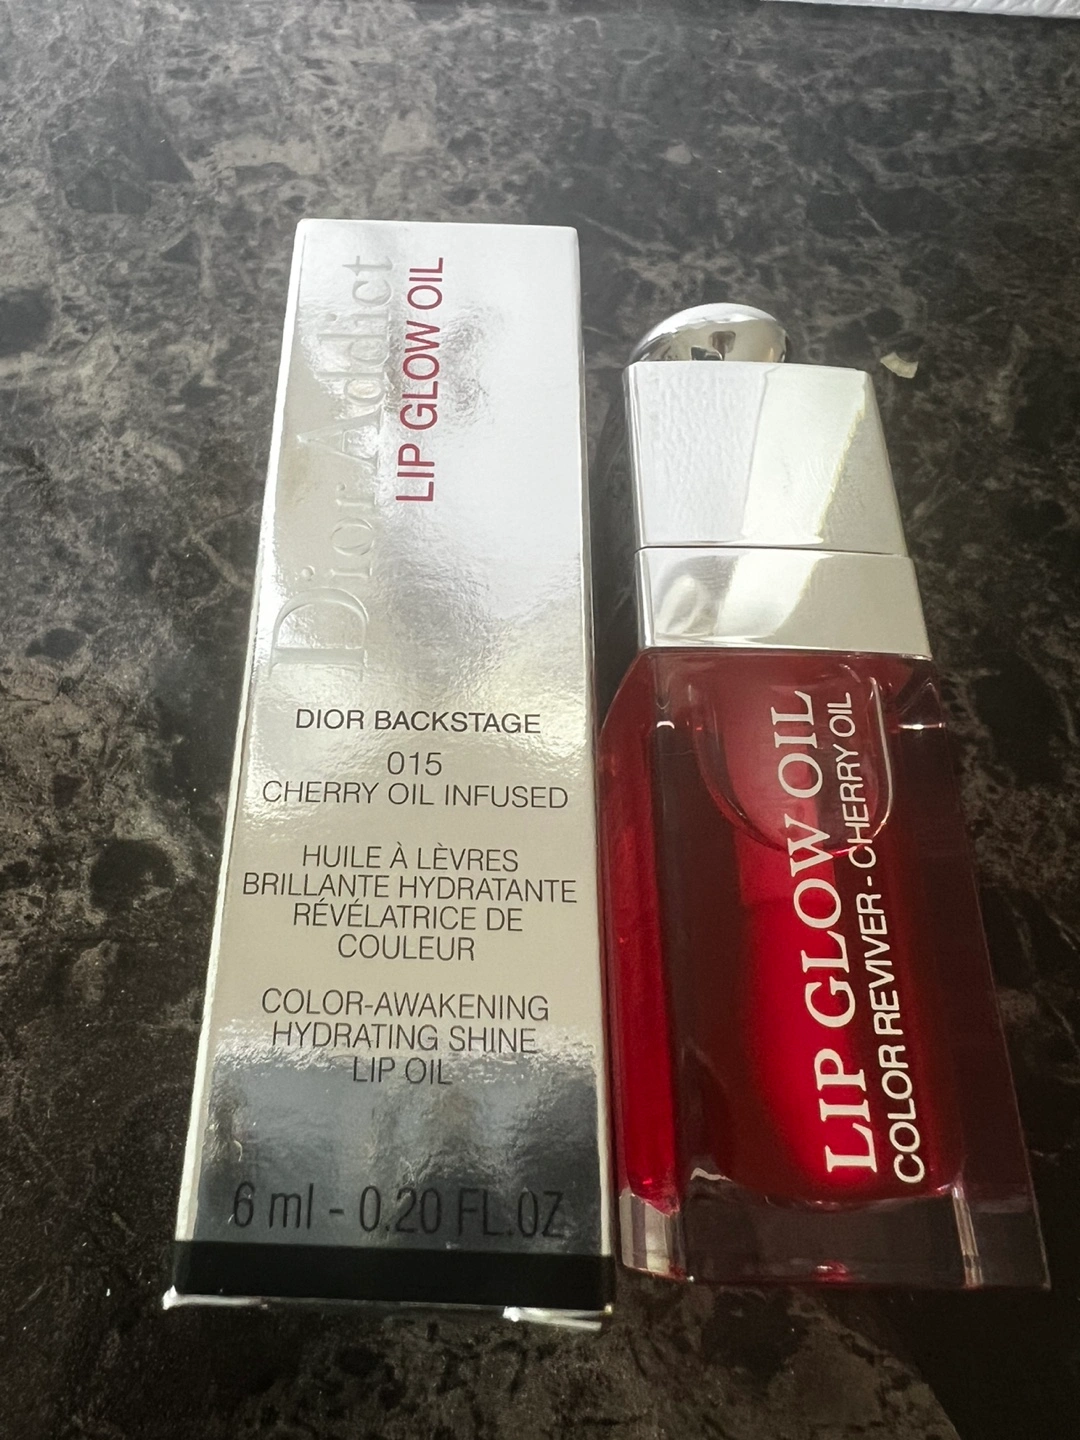 Dior Addict
LIP GLOW OIL
DIOR BACKSTAGE
015
CHERRY OIL INFUSED
HUILE À LÈVRES
BRILLANTE HYDRATANTE
RÉVÉLATRICE DE
COULEUR
COLOR-AWAKENING
HYDRATING SHINE
LIP OIL
6 ml - 0.20 FL.OZ
LIP GLOW OIL
COLOR REVIVER - CHERRY OIL